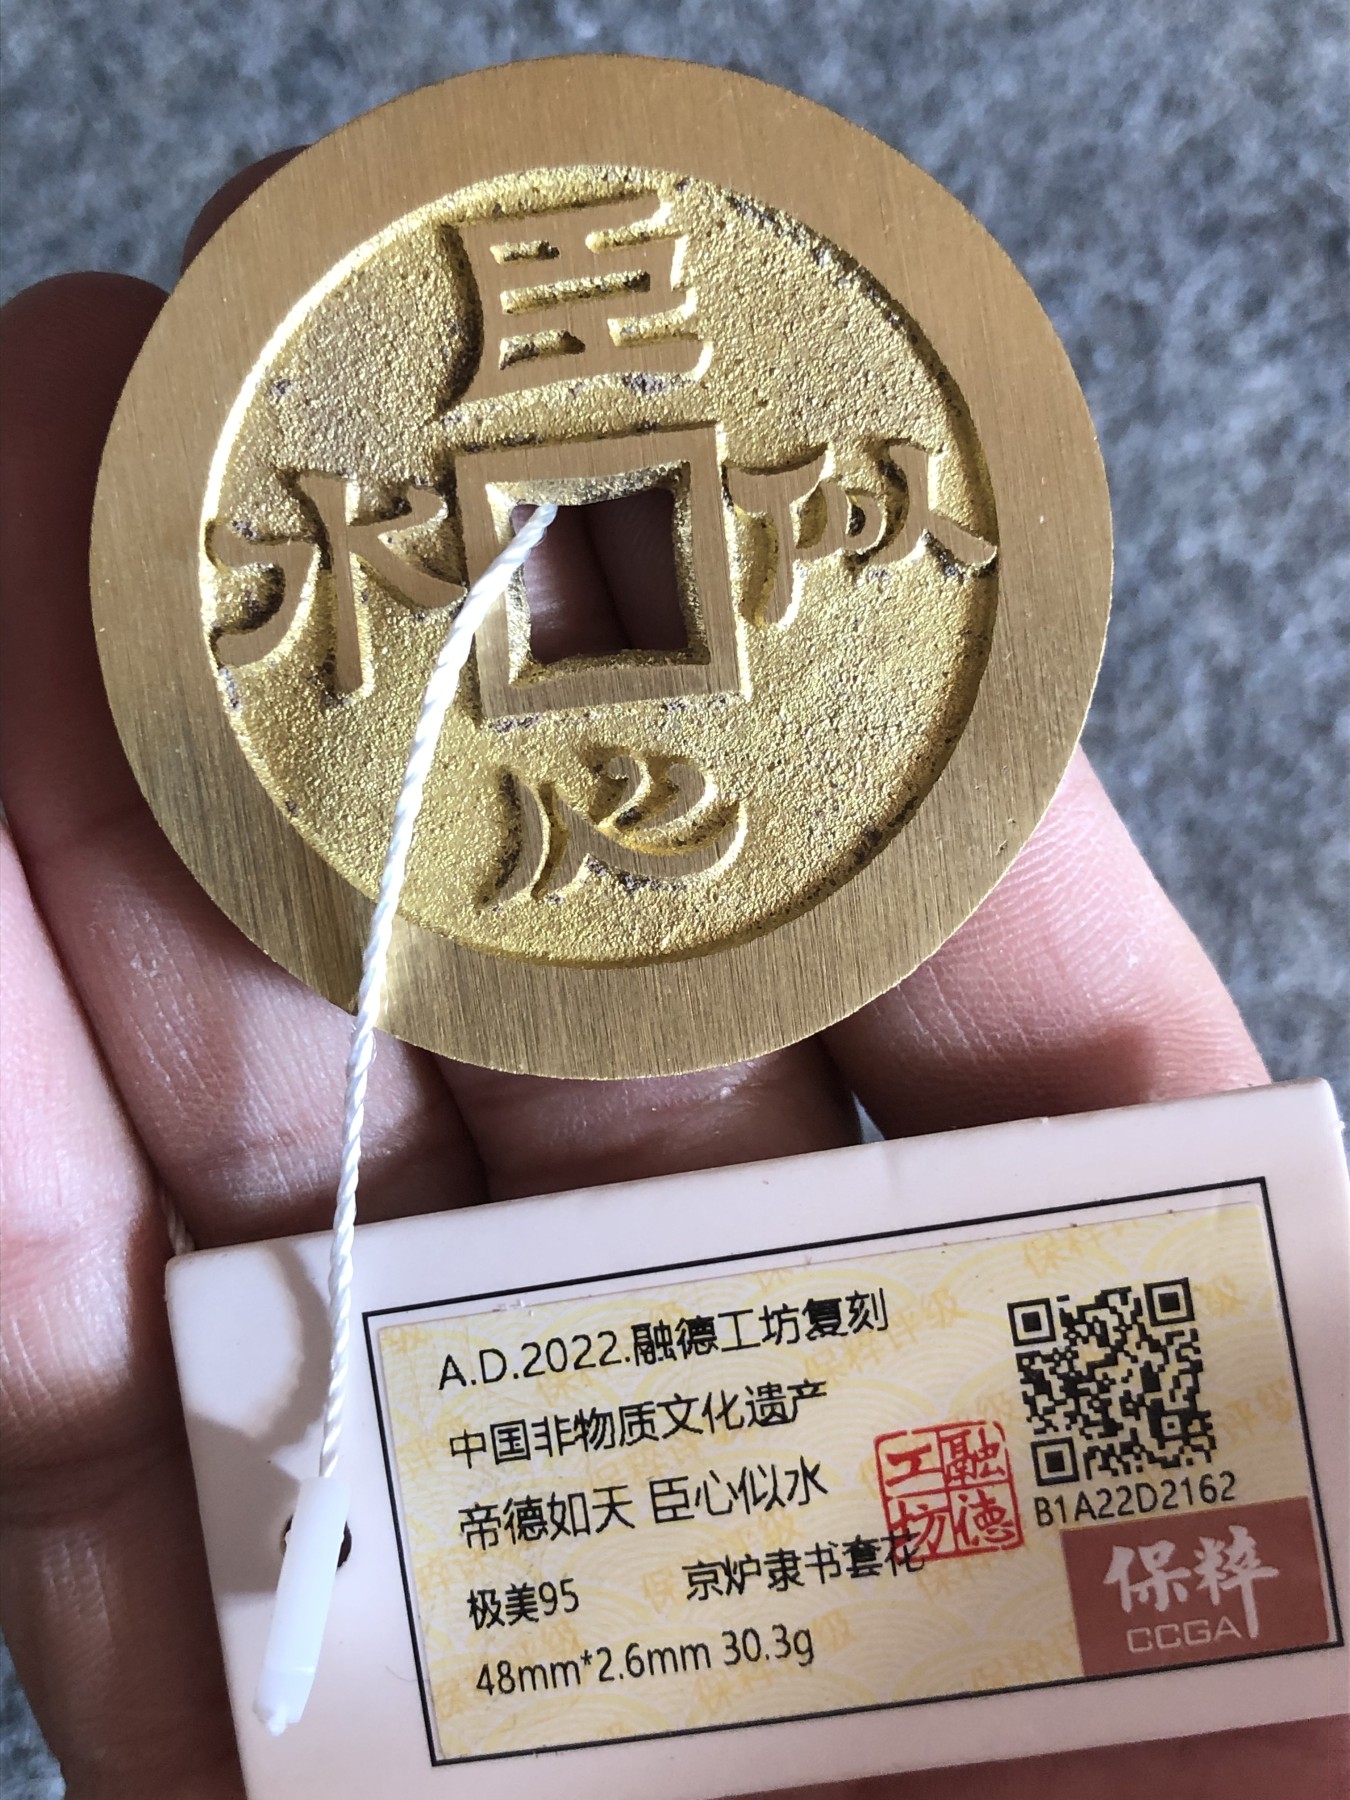 臣心似水
A.D.2022.融德工坊复刻
中国非物质文化遗产
帝德如天 臣心似水
极美95 京炉隶书套花
48mm*2.6mm 30.3g
融德工坊
B1A22D2162
保粹
CCGA